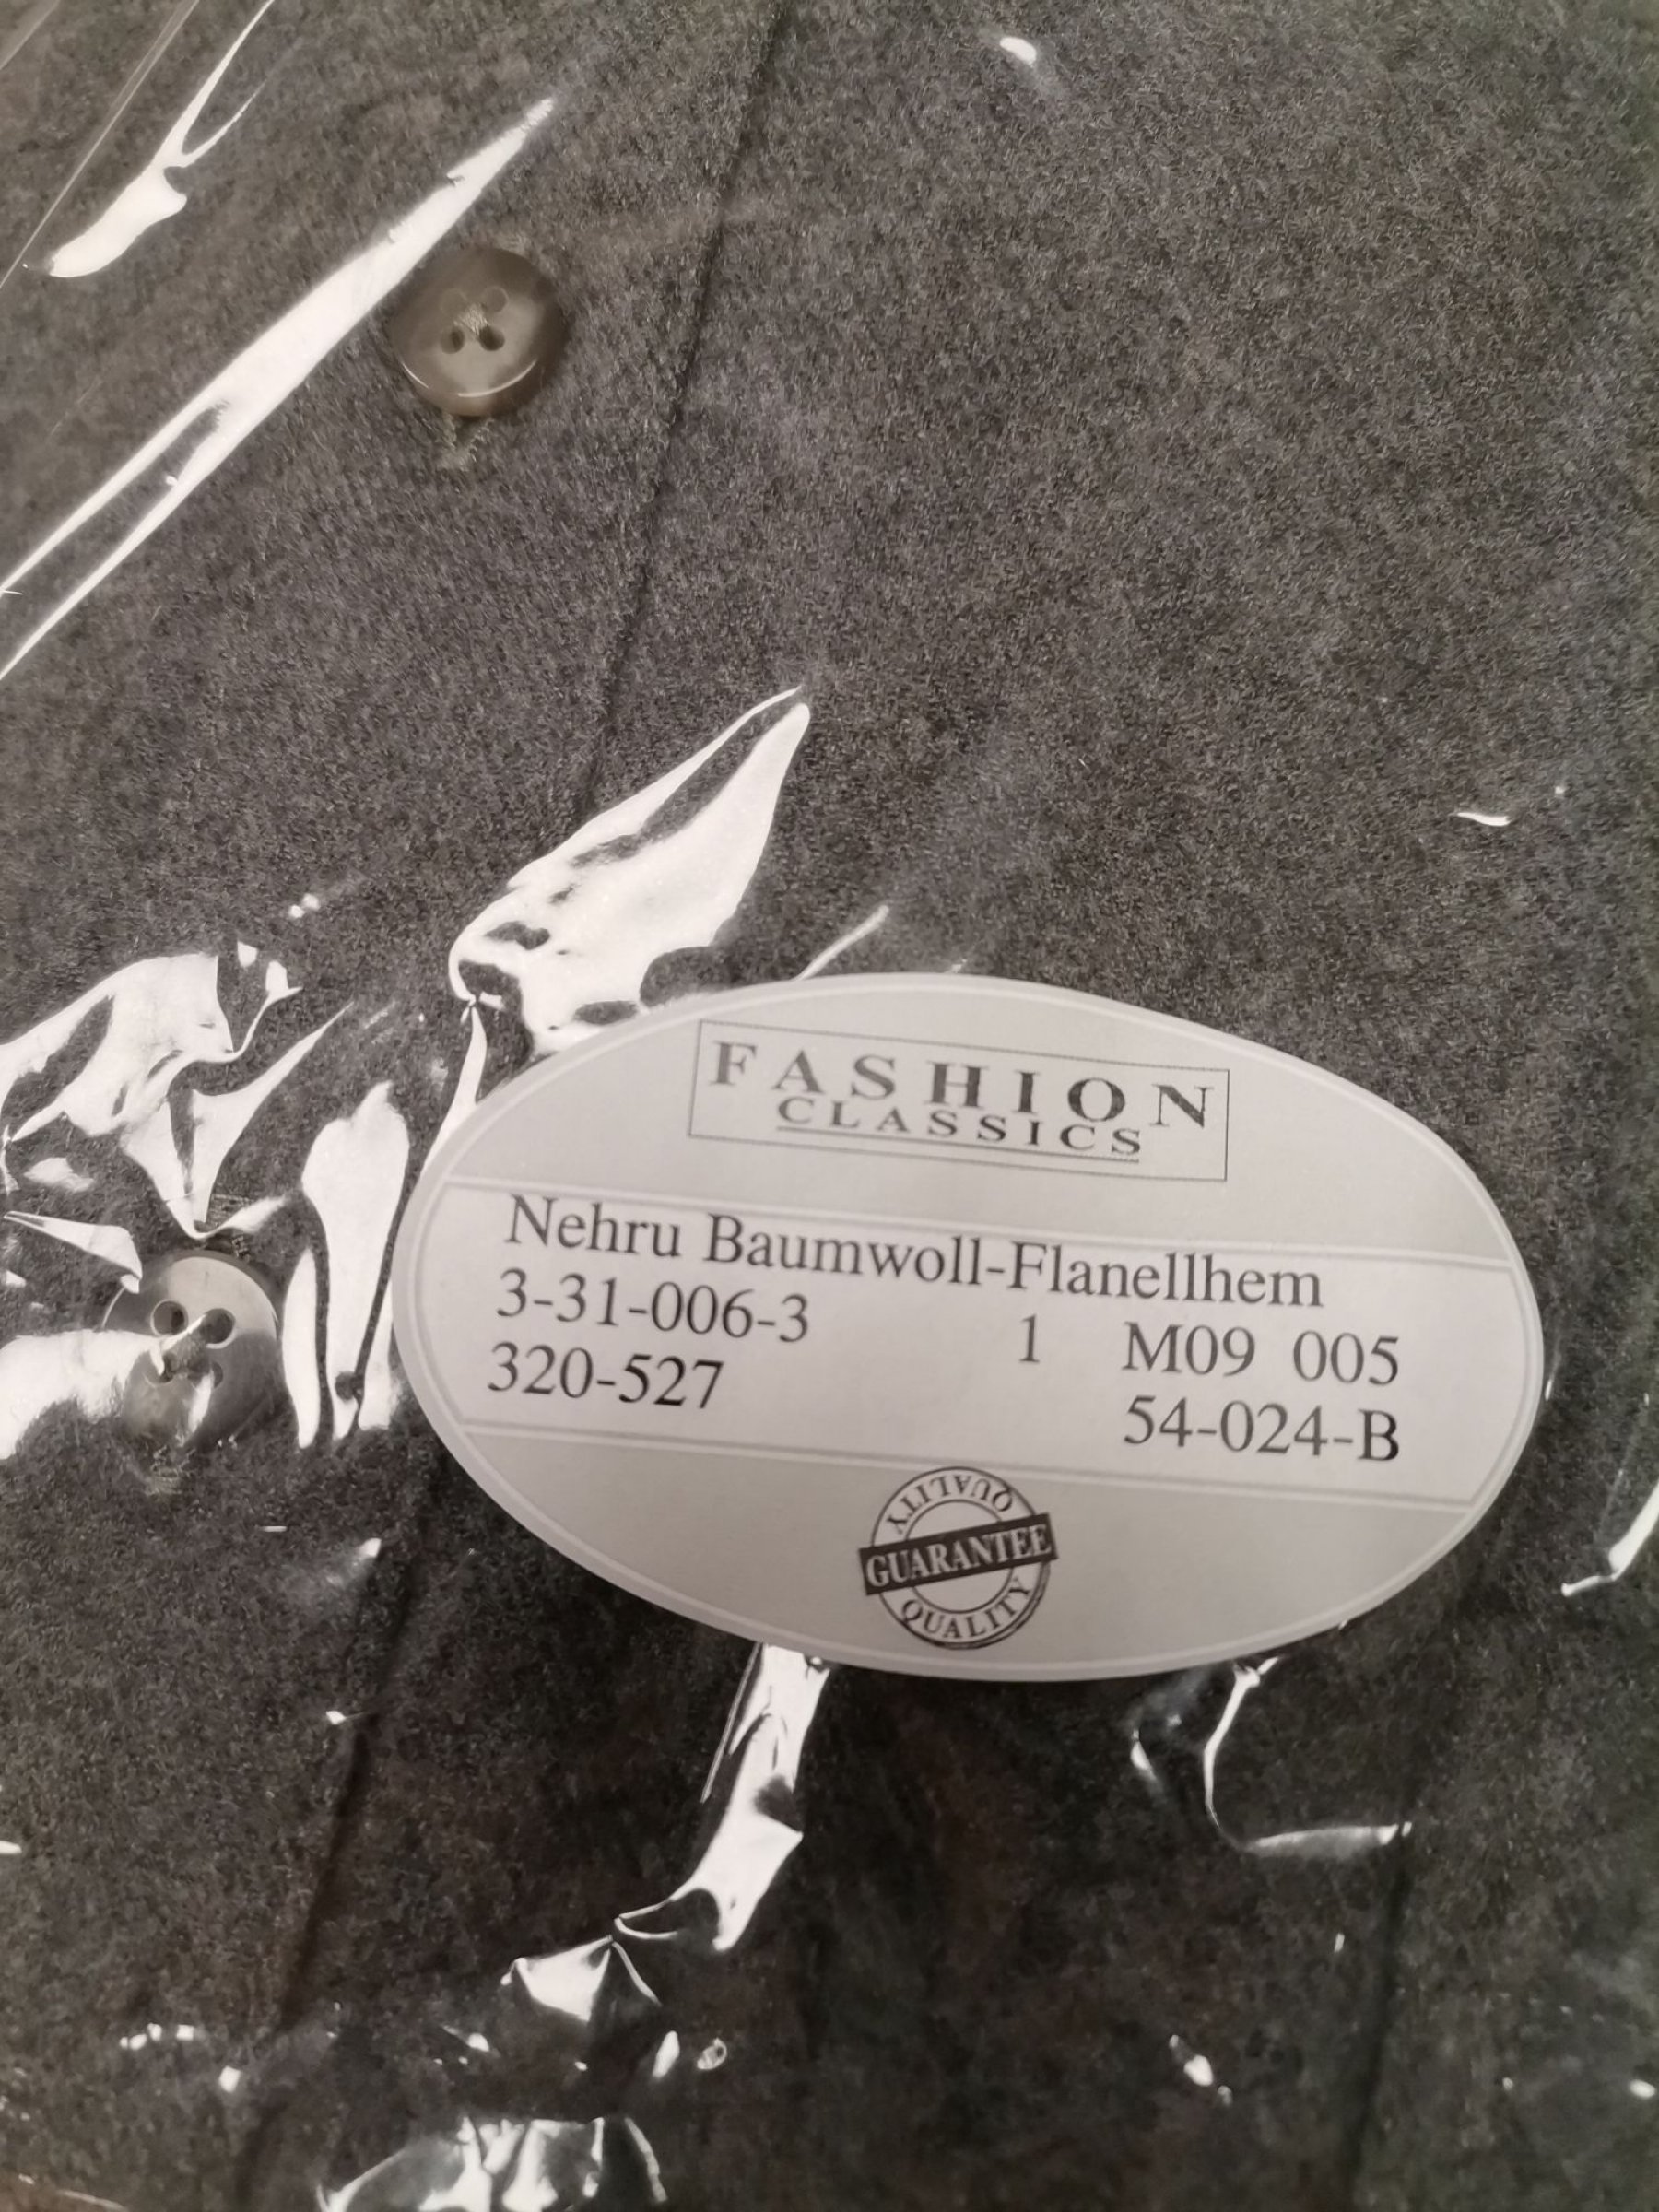 FASHION
CLASSICS
Nehru Baumwoll-Flanellhem
3-31-006-3 1 M09 005
320-527 54-024-B
QUALITY
GUARANTEE
QUALITY